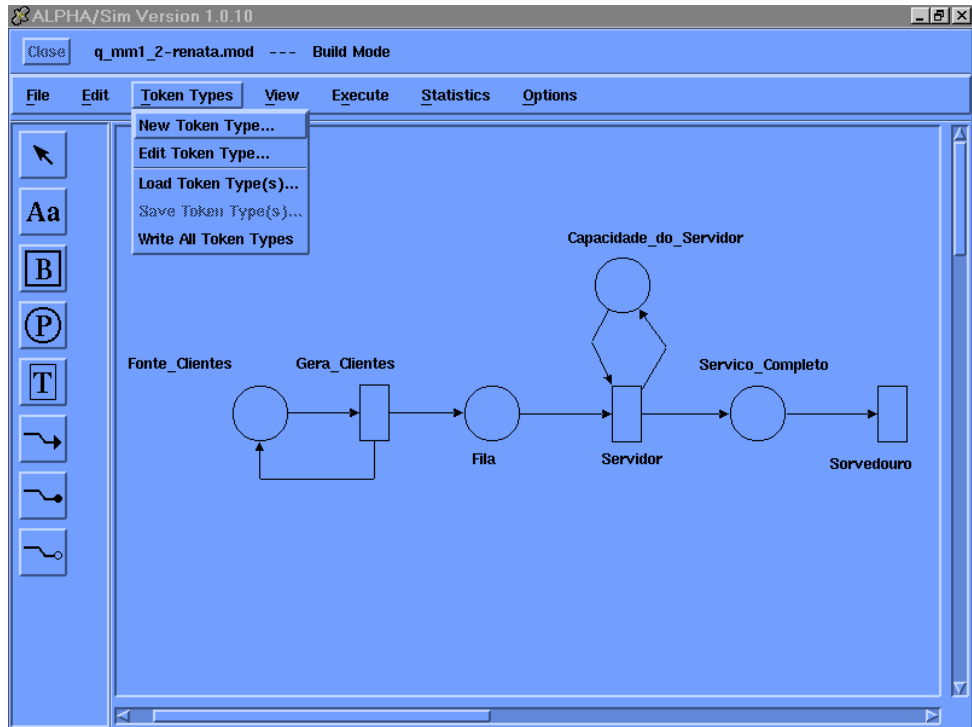 ALPHA/Sim Version 1.0.10
Close q_mm1_2-renata.mod --- Build Mode
File Edit Token Types View Execute Statistics Options
New Token Type...
Edit Token Type...
Load Token Type(s)...
Save Token Type(s)...
Write All Token Types
Aa
B
P
T
Capacidade_do_Servidor
Fonte_Clientes Gera_Clientes Servico_Completo
Fila Servidor Sorvedouro